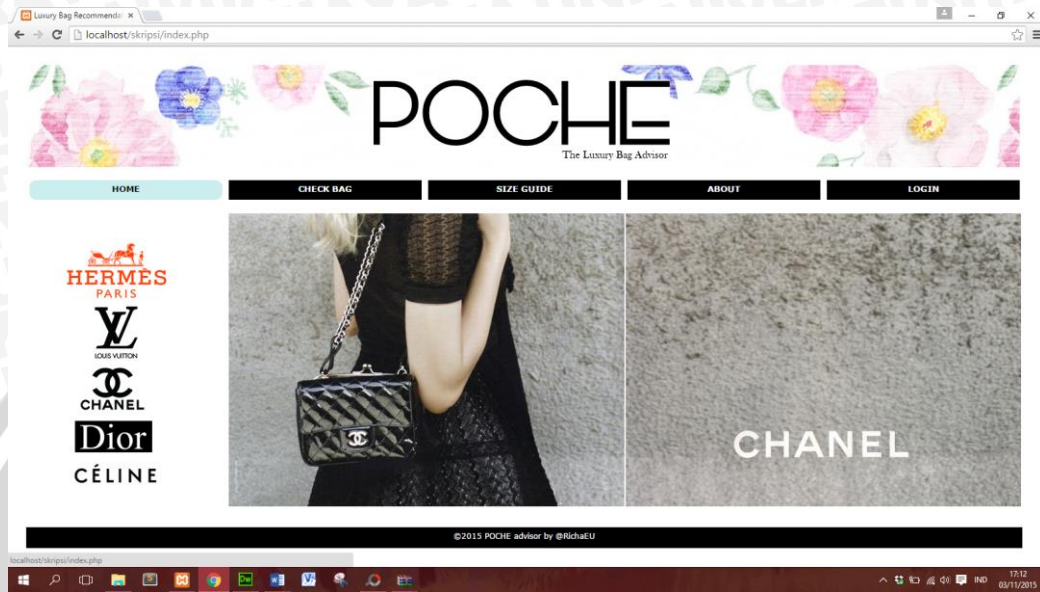 Luxury Bag Recommendat
localhost/skripsi/index.php
POCHE
The Luxury Bag Advisor
HOME CHECK BAG SIZE GUIDE ABOUT LOGIN
HERMÈS
PARIS
LV
LOUIS VUITTON
CHANEL
Dior
CÉLINE
CHANEL
©2015 POCHE advisor by @RichaEU
localhost/skripsi/index.php
IND
17:12
03/11/2015